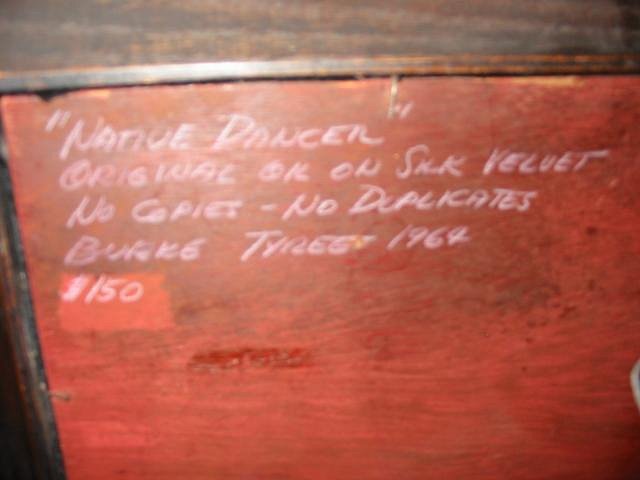 "NATIVE DANCER"
ORIGINAL OIL ON SILK VELVET
NO COPIES - NO DUPLICATES
BURKE TYREE 1964
$150